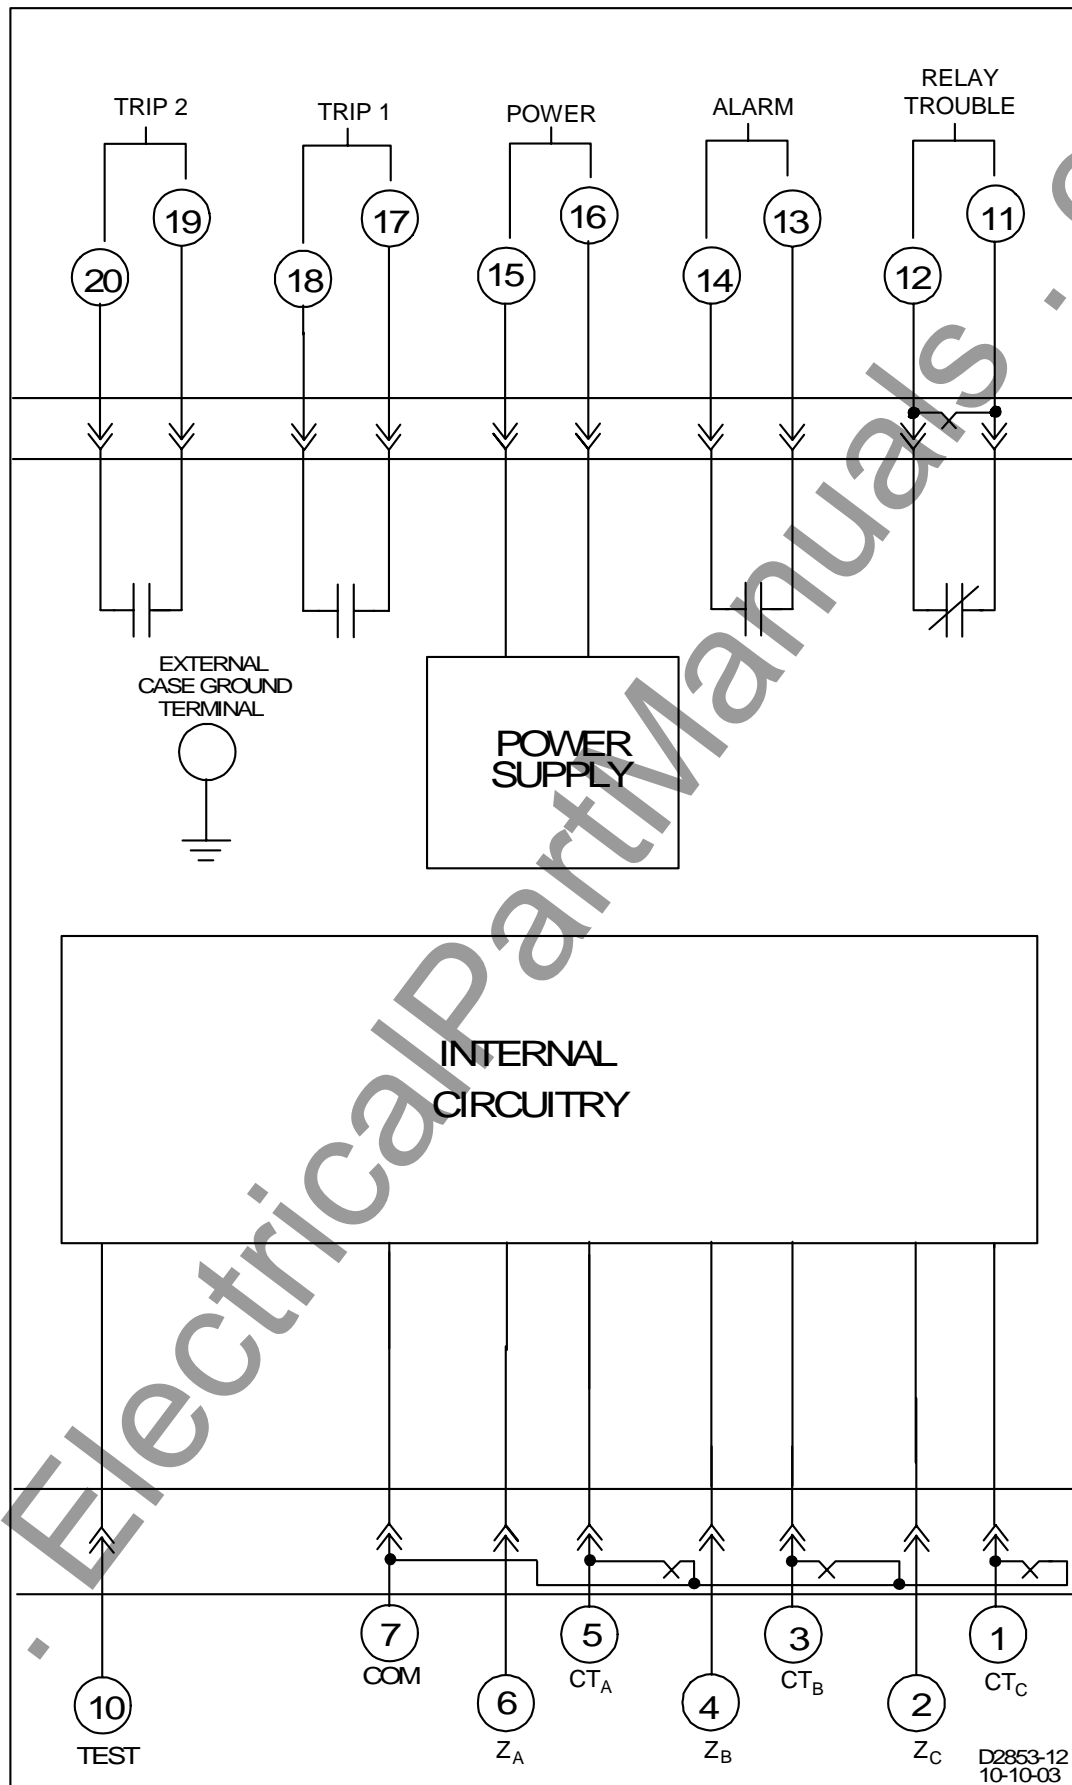 RELAY
TROUBLE
TRIP 2
TRIP 1
POWER
ALARM
19
17
16
13
11
20
18
15
14
12
EXTERNAL
CASE GROUND
TERMINAL
POWER
SUPPLY
INTERNAL
CIRCUITRY
7
5
3
1
COM
CTA
CTB
CTC
10
6
4
2
TEST
ZA
ZB
ZC
D2853-12
10-10-03
. ElectricalPartManuals .